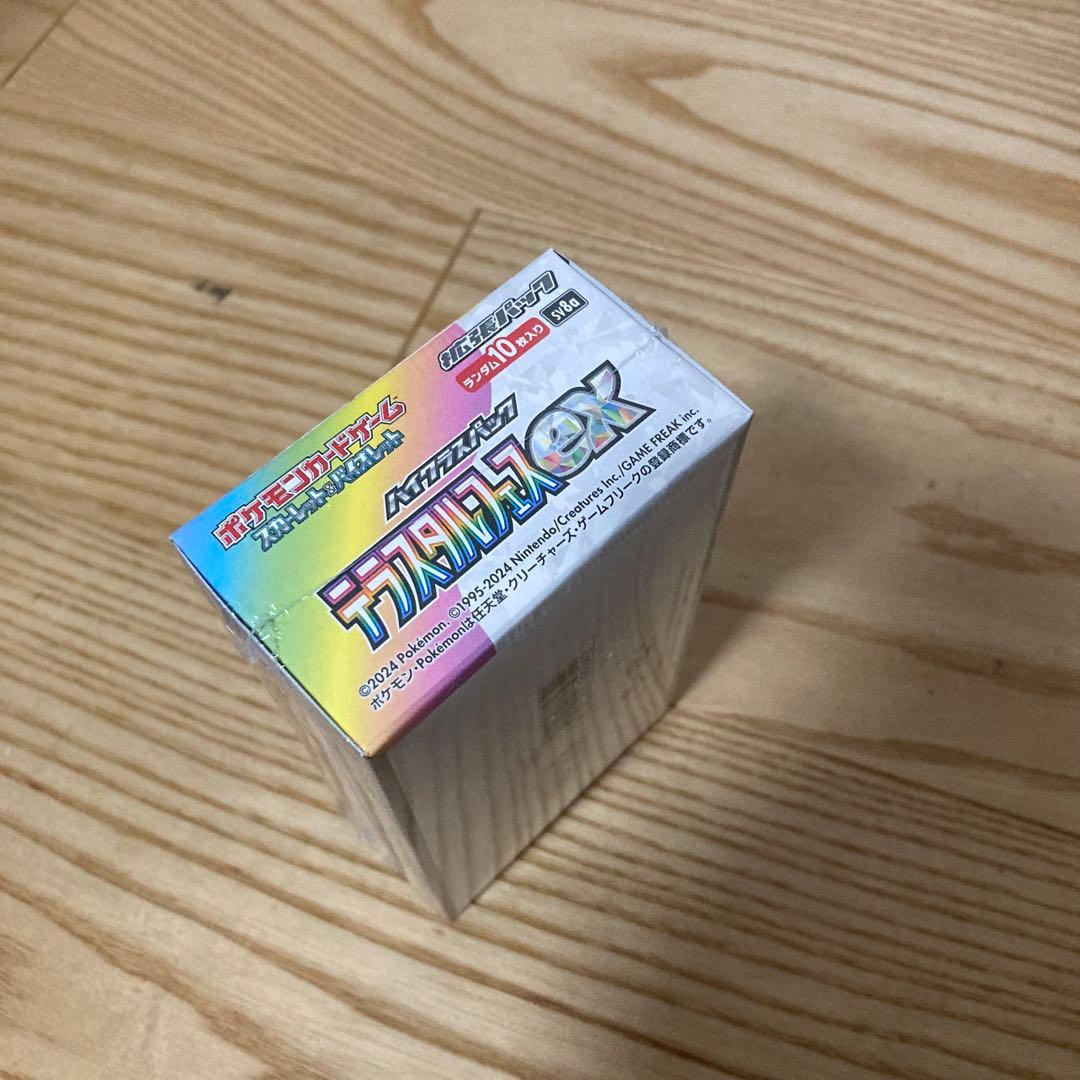 拡張パック
sv8a
ランダム10枚入り
ポケモンカードゲーム
スカーレット&バイオレット
ハイクラスパック
テラスタルフェスex
©2024 Pokémon. ©1995-2024 Nintendo/Creatures Inc./GAME FREAK inc.
ポケモン・Pokémonは任天堂・クリーチャーズ・ゲームフリークの登録商標です。